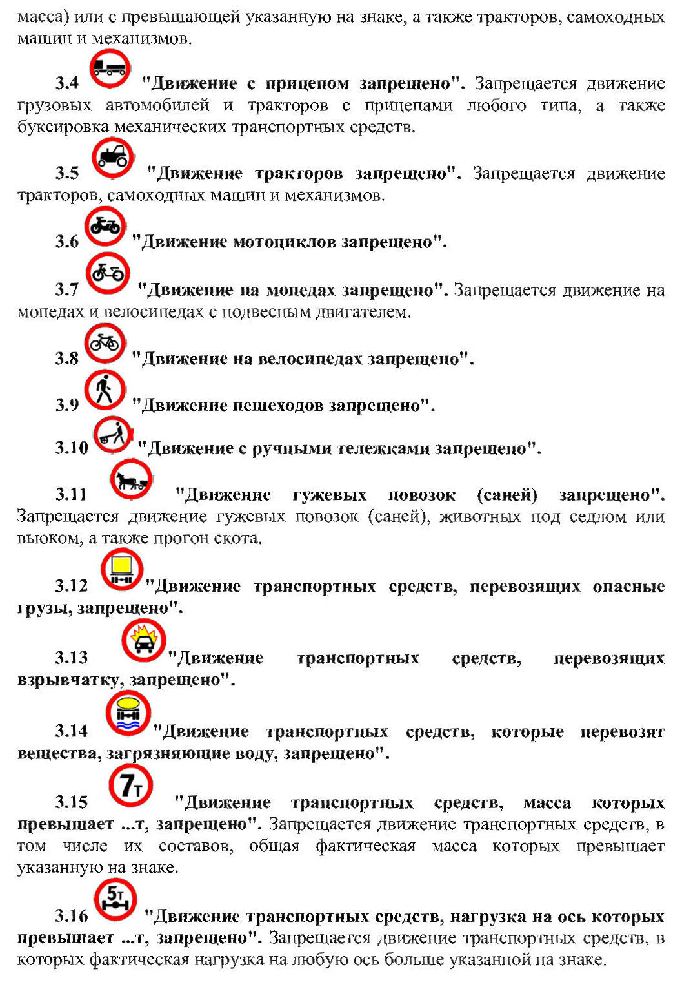 масса) или с превышающей указанную на знаке, а также тракторов, самоходных
машин и механизмов.
3.4 "Движение с прицепом запрещено". Запрещается движение
грузовых автомобилей и тракторов с прицепами любого типа, а также
буксировка механических транспортных средств.
3.5 "Движение тракторов запрещено". Запрещается движение
тракторов, самоходных машин и механизмов.
3.6 "Движение мотоциклов запрещено".
3.7 "Движение на мопедах запрещено". Запрещается движение на
мопедах и велосипедах с подвесным двигателем.
3.8 "Движение на велосипедах запрещено".
3.9 "Движение пешеходов запрещено".
3.10 "Движение с ручными тележками запрещено".
3.11 "Движение гужевых повозок (саней) запрещено".
Запрещается движение гужевых повозок (саней), животных под седлом или
вьюком, а также прогон скота.
3.12 "Движение транспортных средств, перевозящих опасные
грузы, запрещено".
3.13 "Движение транспортных средств, перевозящих
взрывчатку, запрещено".
3.14 "Движение транспортных средств, которые перевозят
вещества, загрязняющие воду, запрещено".
7т
3.15 "Движение транспортных средств, масса которых
превышает ...т, запрещено". Запрещается движение транспортных средств, в
том числе их составов, общая фактическая масса которых превышает
указанную на знаке.
5т
3.16 "Движение транспортных средств, нагрузка на ось которых
превышает ...т, запрещено". Запрещается движение транспортных средств, в
которых фактическая нагрузка на любую ось больше указанной на знаке.